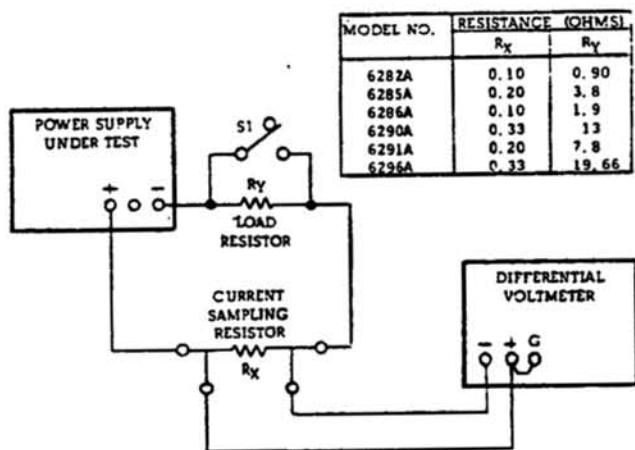 MODEL NO.
RESISTANCE (OHMS)
RX
RY
6282A 0.10 0.90
6285A 0.20 3.8
6286A 0.10 1.9
6290A 0.33 13
6291A 0.20 7.8
6296A 0.33 19.66
POWER SUPPLY
UNDER TEST
+ -
S1
RY
LOAD
RESISTOR
CURRENT
SAMPLING
RESISTOR
RX
DIFFERENTIAL
VOLTMETER
- + G